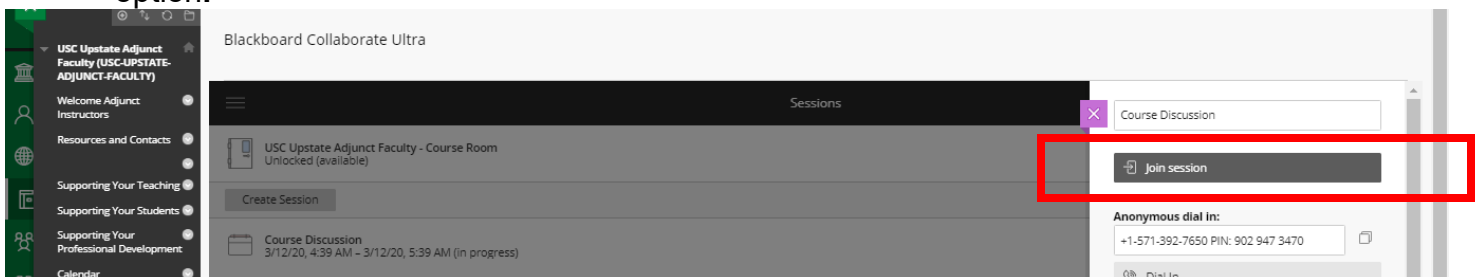 option.
USC Upstate Adjunct
Faculty (USC-UPSTATE-
ADJUNCT-FACULTY)
Welcome Adjunct
Instructors
Resources and Contacts
Supporting Your Teaching
Supporting Your Students
Supporting Your
Professional Development
Calendar
Blackboard Collaborate Ultra
Sessions
USC Upstate Adjunct Faculty - Course Room
Unlocked (available)
Create Session
Course Discussion
3/12/20, 4:39 AM – 3/12/20, 5:39 AM (in progress)
Course Discussion
Join session
Anonymous dial in:
+1-571-392-7650 PIN: 902 947 3470
Dial In